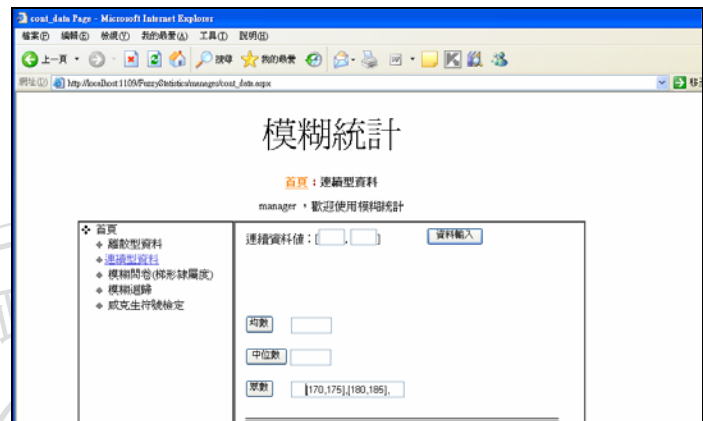 cont_data Page - Microsoft Internet Explorer
檔案(F) 編輯(E) 檢視(V) 我的最愛(A) 工具(T) 說明(H)
上一頁 搜尋 我的最愛
網址(D) http://localhost:1109/FuzzyStatistics/manages/cont_data.aspx 移至
模糊統計
首頁：連續型資料
manager，歡迎使用模糊統計
首頁
離散型資料
連續型資料
模糊問卷(梯形隸屬度)
模糊迴歸
威克生符號檢定
連續資料值：[ , ] 資料輸入
均數
中位數
眾數 [170,175],[180,185],